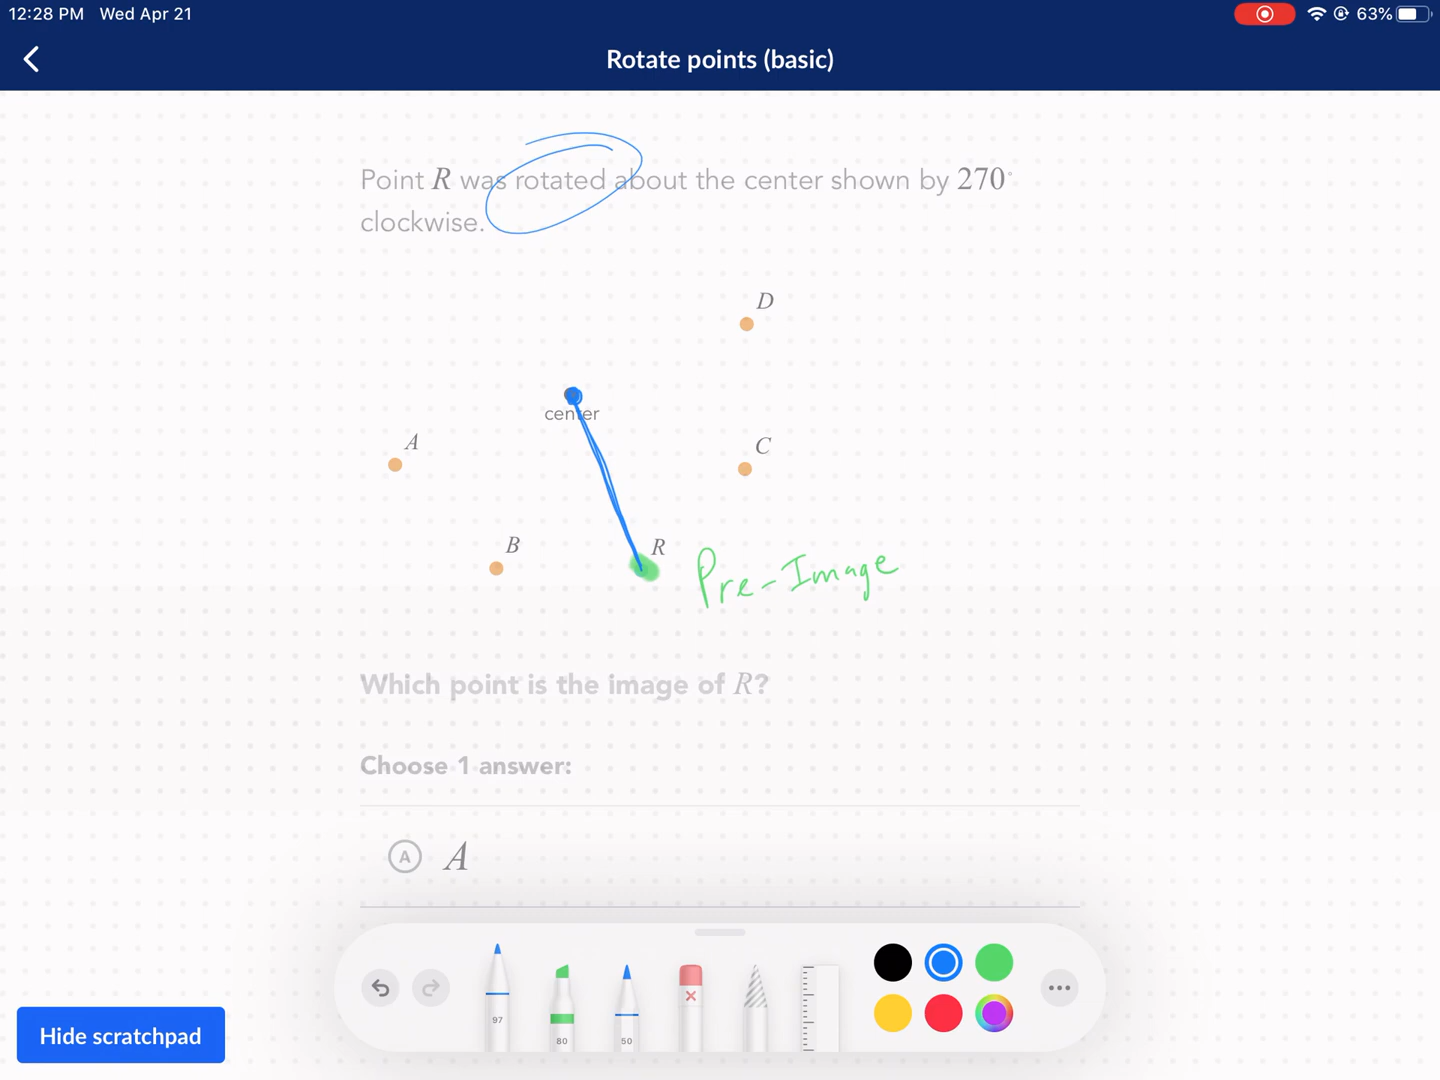 12:28 PM Wed Apr 21 63%
Rotate points (basic)
Point R was rotated about the center shown by 270°
clockwise.
D
center
A
C
B
R
Pre-Image
Which point is the image of R?
Choose 1 answer:
A A
97
80
50
Hide scratchpad